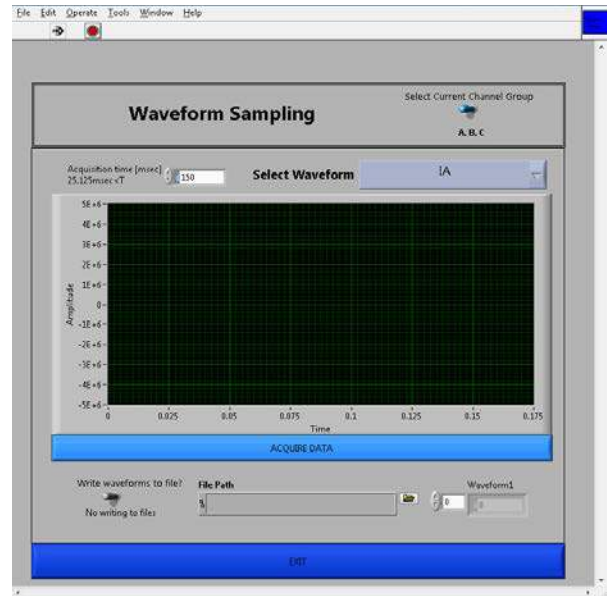 File Edit Operate Tools Window Help
Select Current Channel Group
Waveform Sampling
A, B, C
Acquisition time [msec]
25.125msec<T
150
Select Waveform
IA
5E+6
4E+6
3E+6
2E+6
1E+6
0
-1E+6
-2E+6
-3E+6
-4E+6
-5E+6
Amplitude
0 0.025 0.05 0.075 0.1 0.125 0.15 0.175
Time
ACQUIRE DATA
Write waveforms to file?
File Path
Waveform1
0
0
No writing to files
EXIT